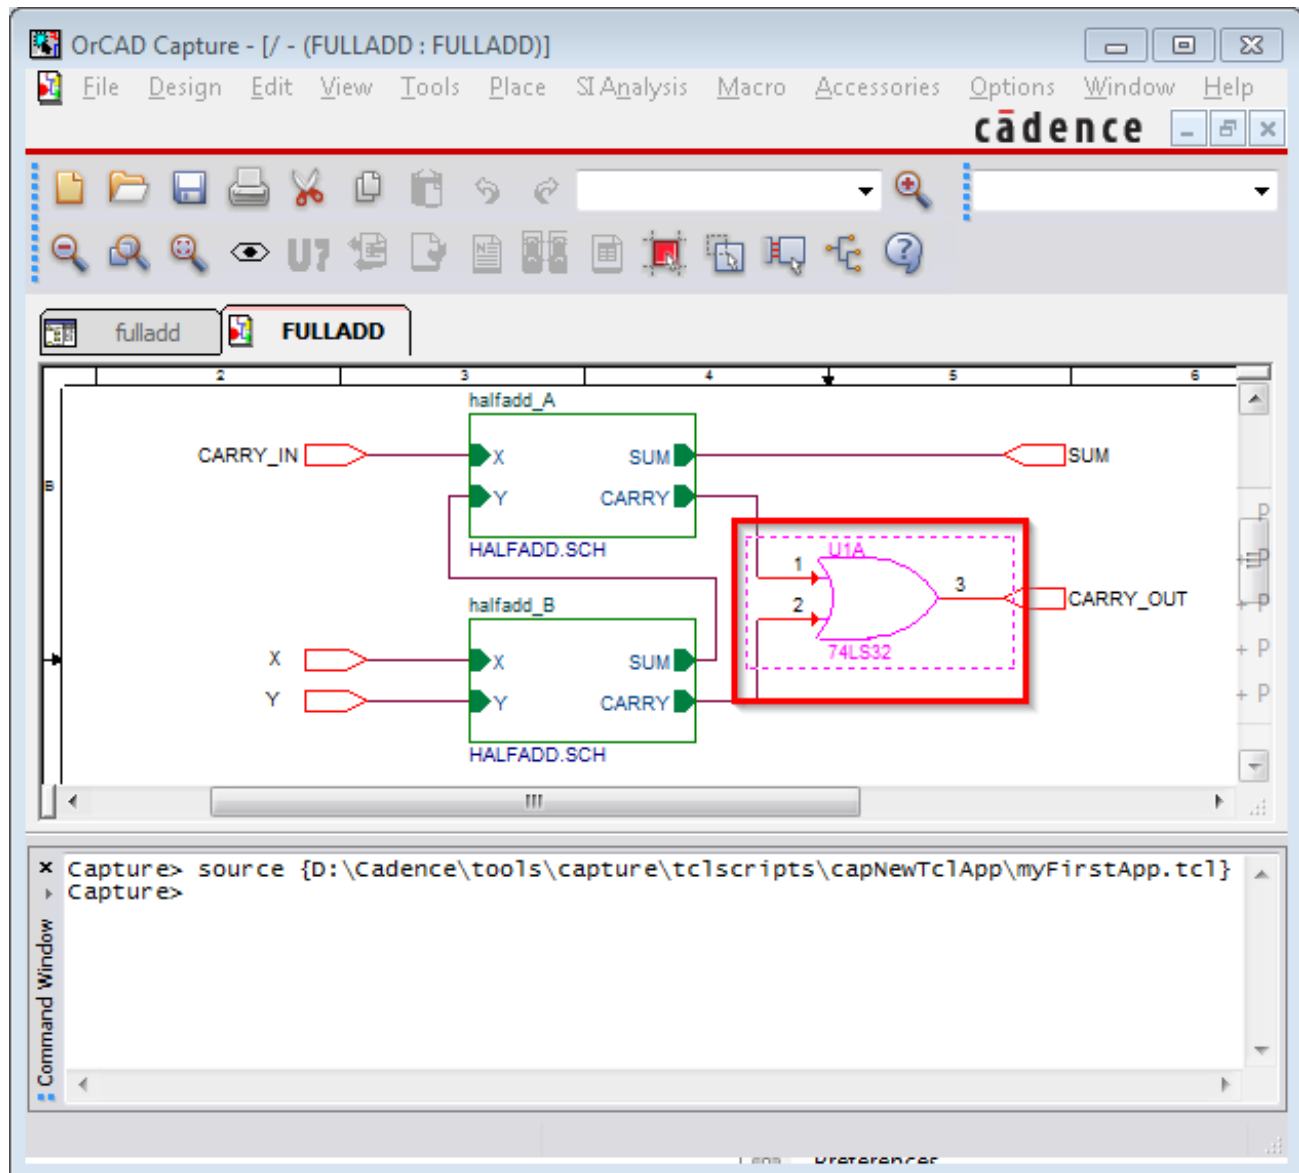 OrCAD Capture - [/ - (FULLADD : FULLADD)]
File Design Edit View Tools Place SI Analysis Macro Accessories Options Window Help
cādence
U?
fulladd FULLADD
2 3 4 5 6
halfadd_A
CARRY_IN X SUM SUM
B
Y CARRY
P
HALFADD.SCH U1A
1
P
3
halfadd_B 2 CARRY_OUT
P
X X SUM 74LS32
P
Y Y CARRY
P
HALFADD.SCH
Capture> source {D:\Cadence\tools\capture\tclscripts\capNewTclApp\myFirstApp.tcl}
Capture>
Command Window
Preferences